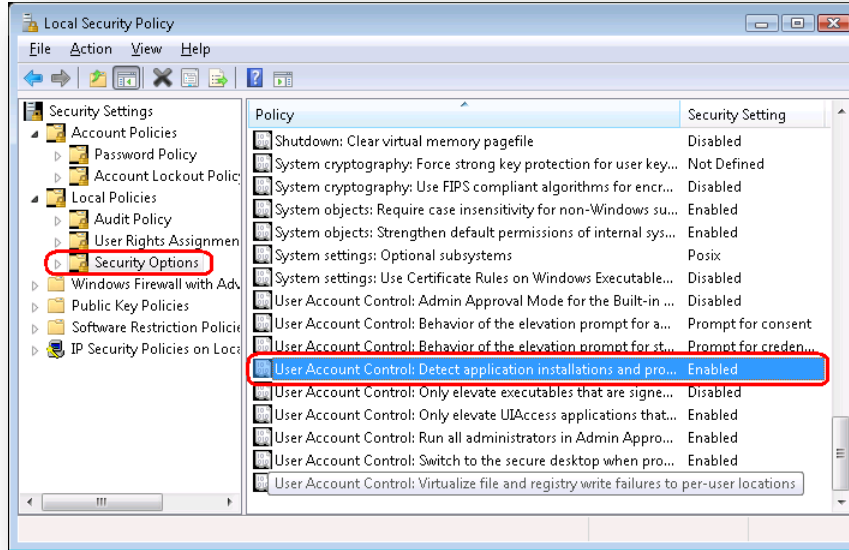 Local Security Policy
File Action View Help
Security Settings
Account Policies
Password Policy
Account Lockout Polic
Local Policies
Audit Policy
User Rights Assignmen
Security Options
Windows Firewall with Adv
Public Key Policies
Software Restriction Policie
IP Security Policies on Loca
Policy Security Setting
Shutdown: Clear virtual memory pagefile Disabled
System cryptography: Force strong key protection for user key... Not Defined
System cryptography: Use FIPS compliant algorithms for encr... Disabled
System objects: Require case insensitivity for non-Windows su... Enabled
System objects: Strengthen default permissions of internal sys... Enabled
System settings: Optional subsystems Posix
System settings: Use Certificate Rules on Windows Executable... Disabled
User Account Control: Admin Approval Mode for the Built-in ... Disabled
User Account Control: Behavior of the elevation prompt for a... Prompt for consent
User Account Control: Behavior of the elevation prompt for st... Prompt for creden...
User Account Control: Detect application installations and pro... Enabled
User Account Control: Only elevate executables that are signe... Disabled
User Account Control: Only elevate UIAccess applications that... Enabled
User Account Control: Run all administrators in Admin Appro... Enabled
User Account Control: Switch to the secure desktop when pro... Enabled
User Account Control: Virtualize file and registry write failures to per-user locations